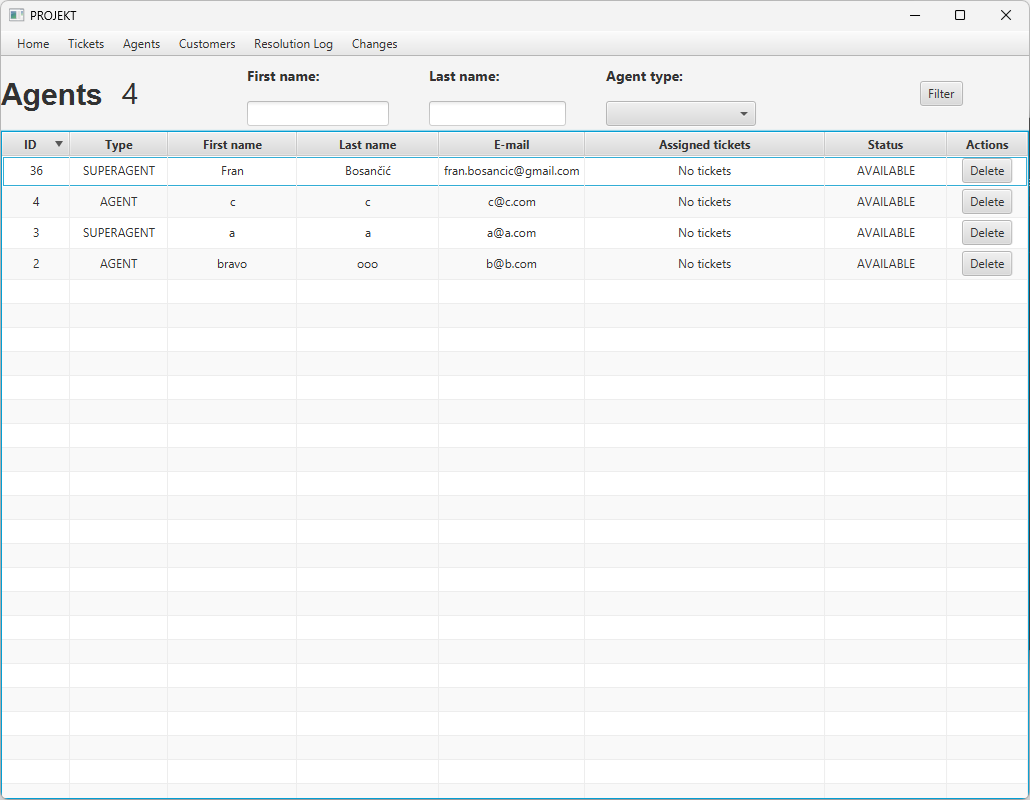 PROJEKT
Home Tickets Agents Customers Resolution Log Changes
Agents 4
First name: Last name: Agent type:
Filter
ID Type First name Last name E-mail Assigned tickets Status Actions
36 SUPERAGENT Fran Bosančić fran.bosancic@gmail.com No tickets AVAILABLE Delete
4 AGENT c c c@c.com No tickets AVAILABLE Delete
3 SUPERAGENT a a a@a.com No tickets AVAILABLE Delete
2 AGENT bravo ooo b@b.com No tickets AVAILABLE Delete